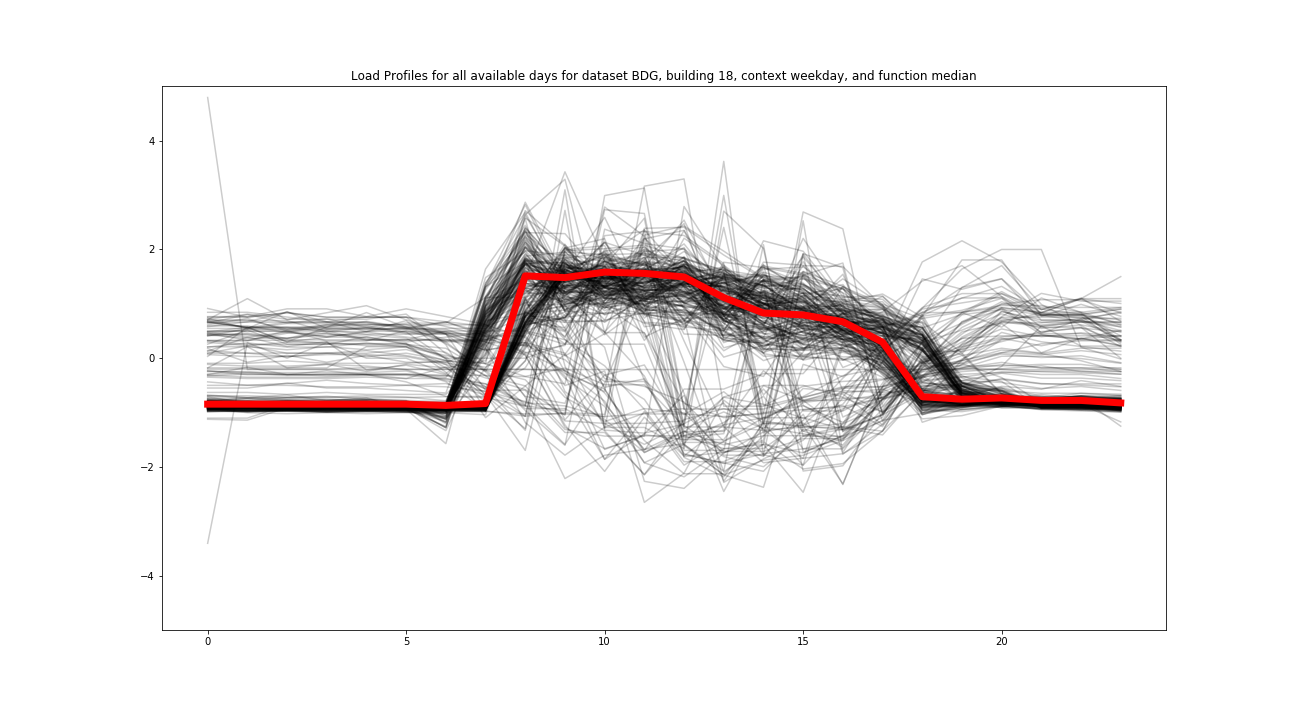 Load Profiles for all available days for dataset BDG, building 18, context weekday, and function median
4
2
0
−2
−4
0 5 10 15 20